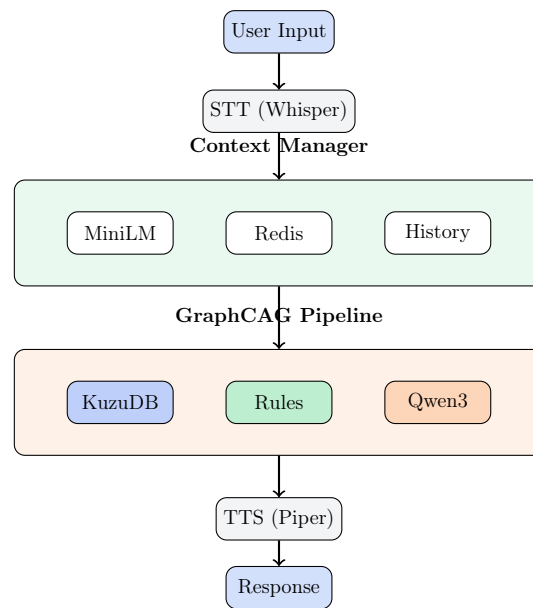 User Input
STT (Whisper)
Context Manager
MiniLM Redis History
GraphCAG Pipeline
KuzuDB Rules Qwen3
TTS (Piper)
Response